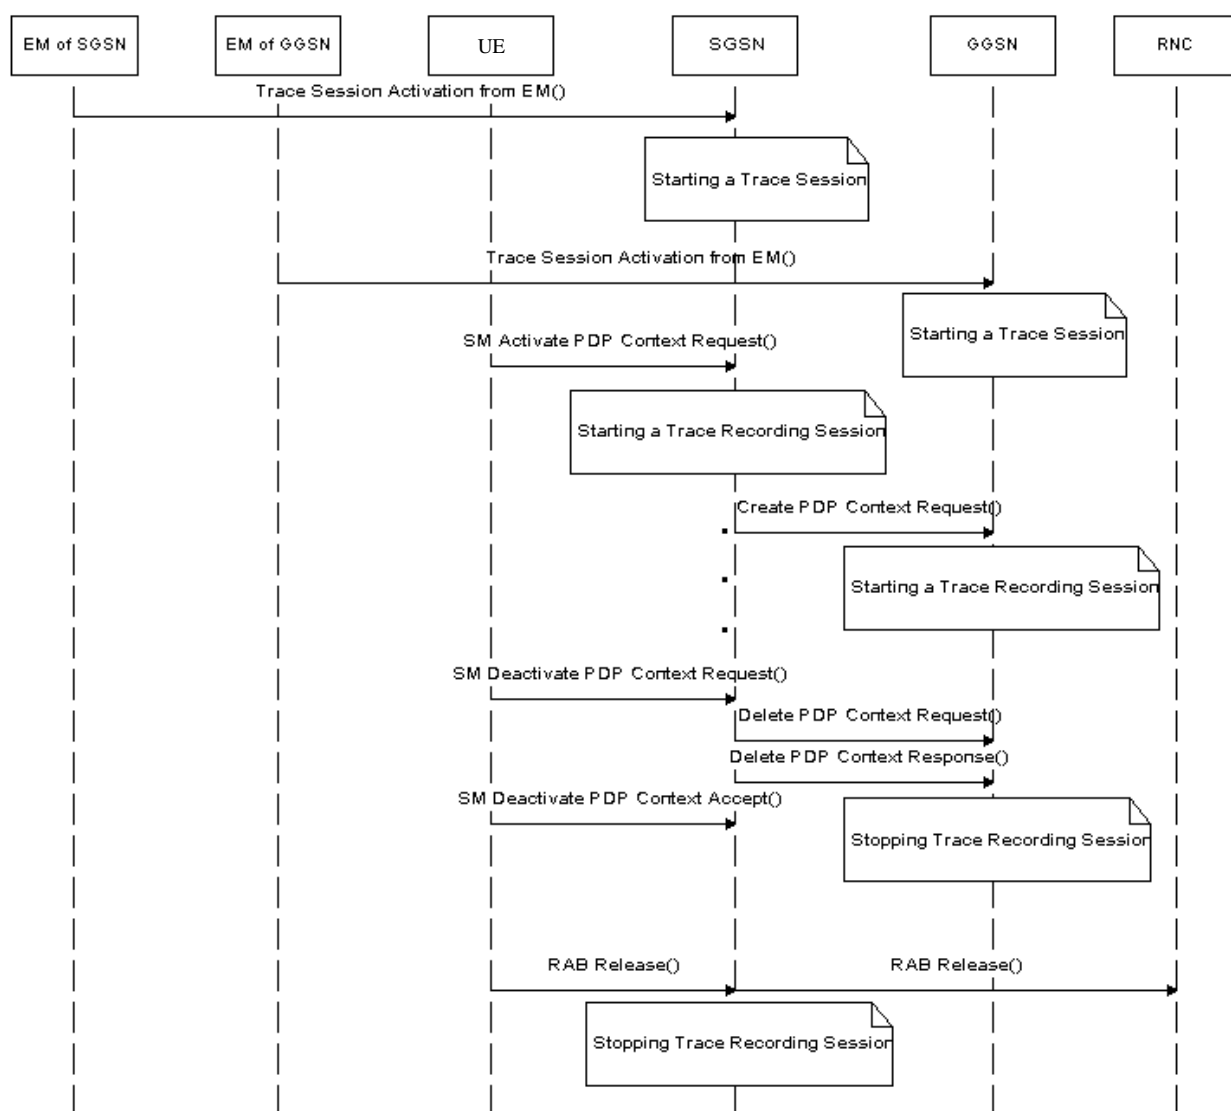 EM of SGSN
EM of GGSN
UE
SGSN
GGSN
RNC
Trace Session Activation from EM()
Starting a Trace Session
Trace Session Activation from EM()
Starting a Trace Session
SM Activate PDP Context Request()
Starting a Trace Recording Session
Create PDP Context Request()
Starting a Trace Recording Session
SM Deactivate PDP Context Request()
Delete PDP Context Request()
Delete PDP Context Response()
SM Deactivate PDP Context Accept()
Stopping Trace Recording Session
RAB Release()
RAB Release()
Stopping Trace Recording Session